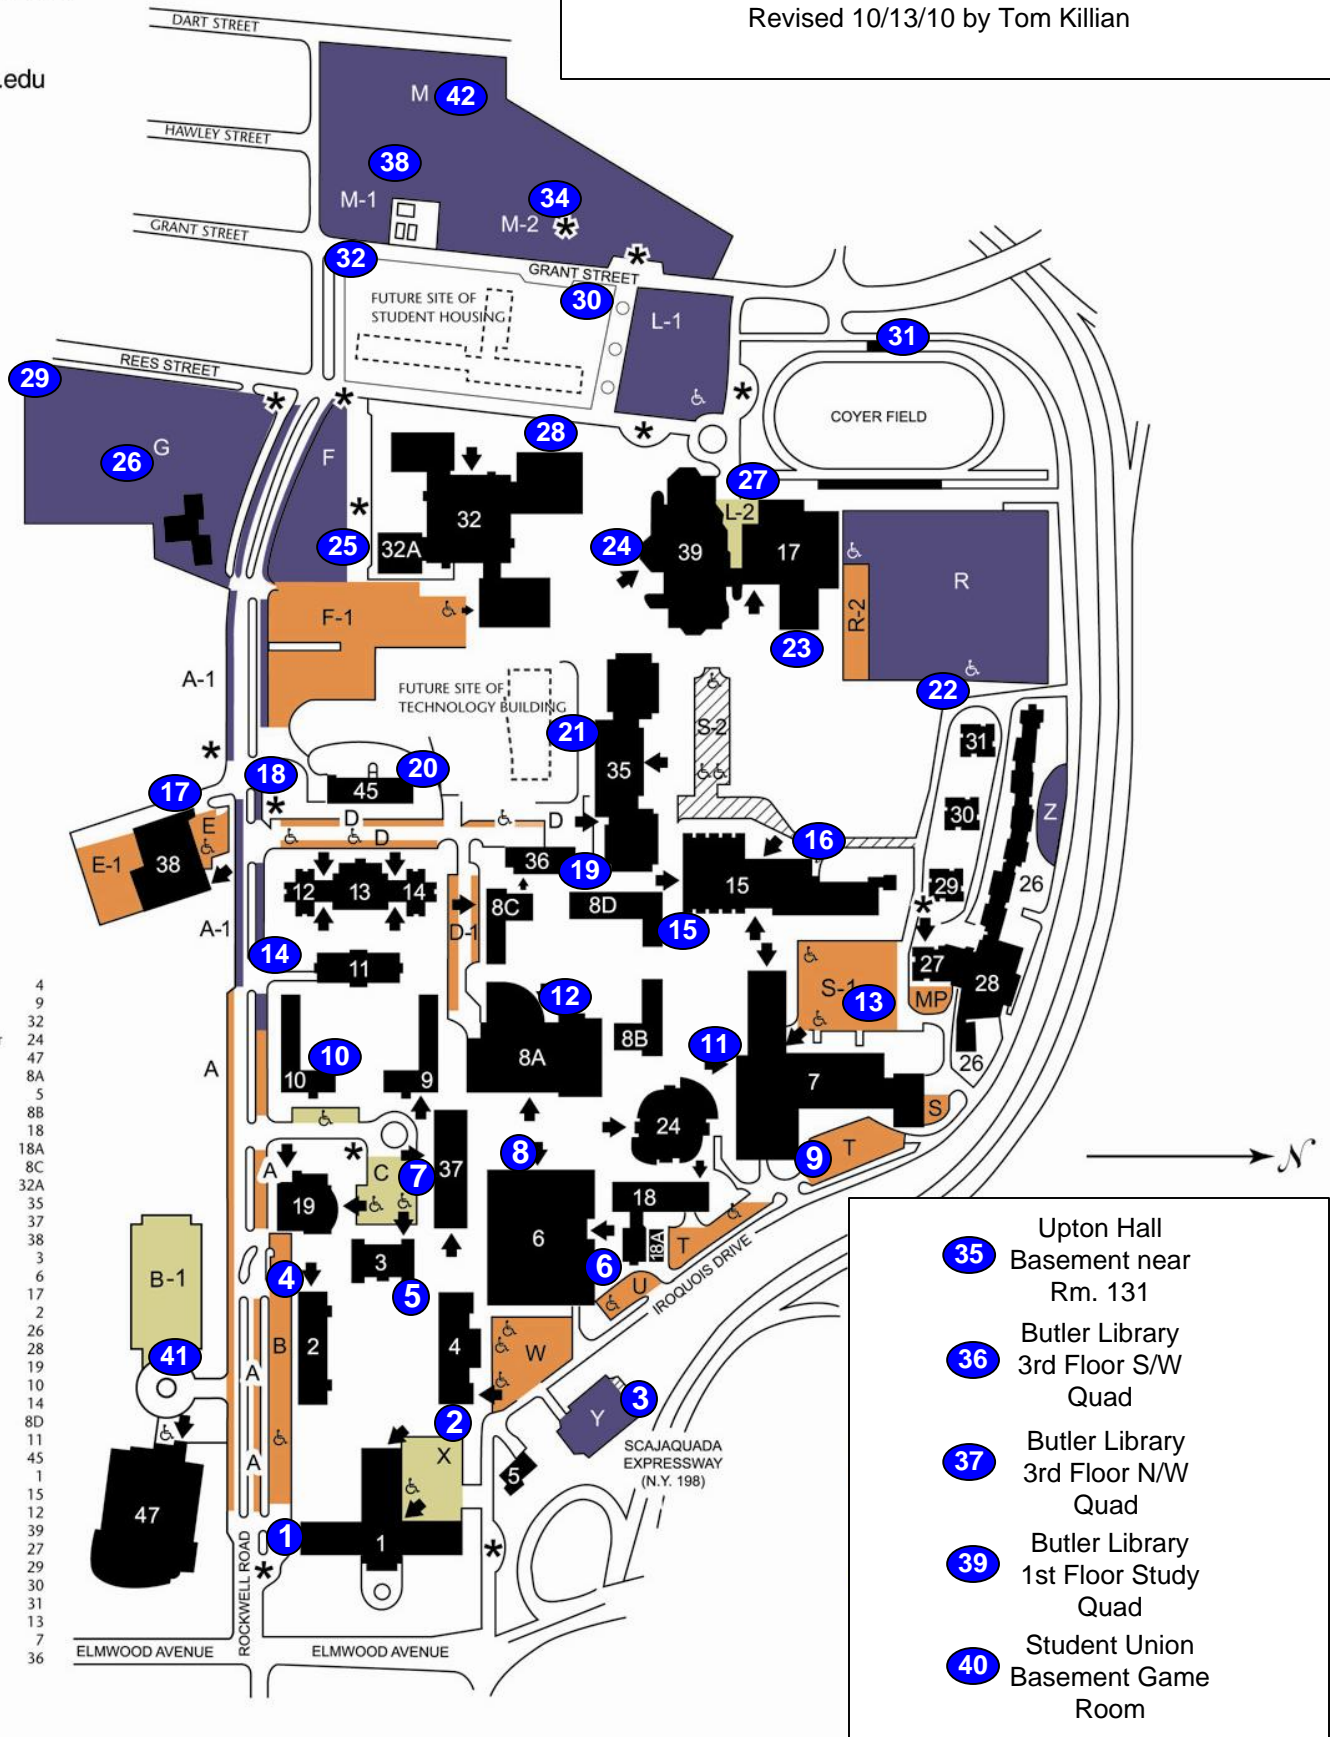 Revised 10/13/10 by Tom Killian
.edu
DART STREET
M
42
HAWLEY STREET
38
M-1
34
M-2
GRANT STREET
32
GRANT STREET
30
FUTURE SITE OF
STUDENT HOUSING
L-1
31
REES STREET
29
COYER FIELD
28
G
26
F
27
L-2
32
25
32A
24
39
17
R
R-2
F-1
23
A-1
FUTURE SITE OF
TECHNOLOGY BUILDING
22
21
S-2
31
35
20
18
45
17
30
Z
E
D
D
D
16
E-1
38
36
19
12
13
14
15
29
26
8C
8D
A-1
D-1
15
14
11
27
28
12
S-1
13
MP
8A
8B
11
10
A
10
9
7
26
S
24
T
8
9
N
A
C
7
37
19
18
18A
T
6
3
6
U
IROQUOIS DRIVE
B-1
4
5
B
2
4
W
41
A
3
Y
2
SCAJAQUADA
EXPRESSWAY
(N.Y. 198)
X
5
A
47
1
1
ROCKWELL ROAD
ELMWOOD AVENUE
ELMWOOD AVENUE
4
9
32
24
47
8A
5
8B
18
18A
8C
32A
35
37
38
3
6
17
2
26
28
19
10
14
8D
11
45
1
15
12
39
27
29
30
31
13
7
36
35
Upton Hall
Basement near
Rm. 131
36
Butler Library
3rd Floor S/W
Quad
37
Butler Library
3rd Floor N/W
Quad
39
Butler Library
1st Floor Study
Quad
40
Student Union
Basement Game
Room